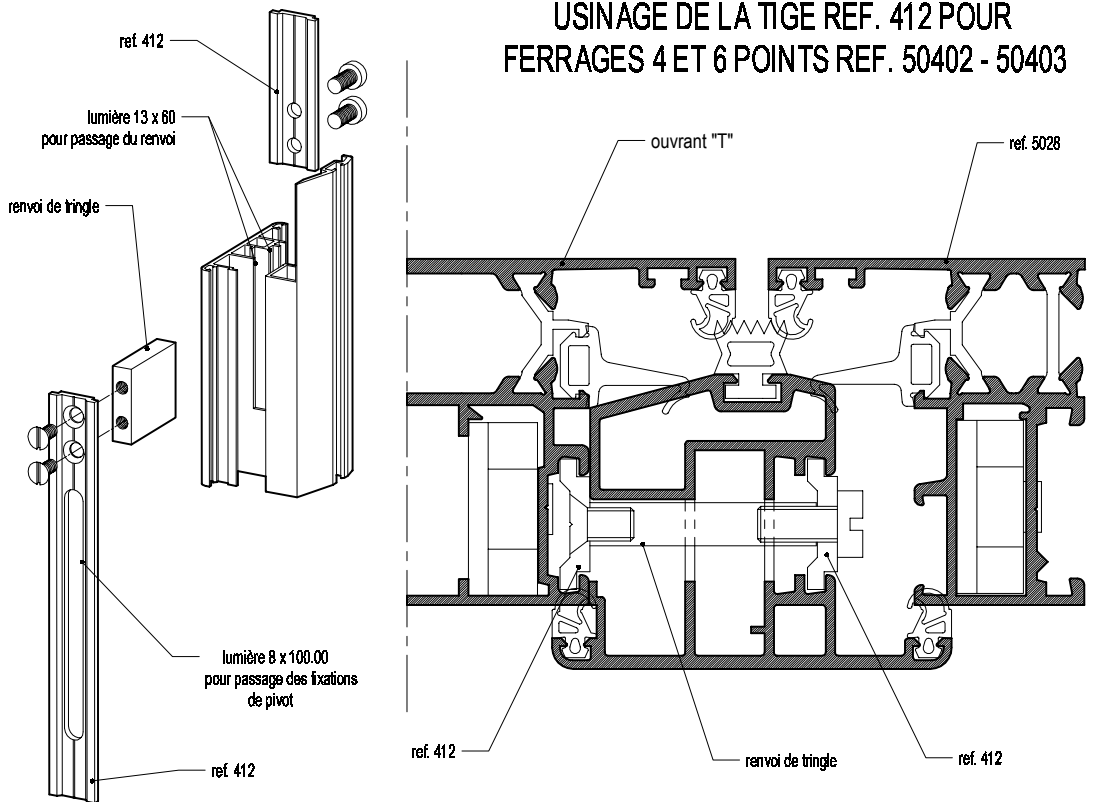 USINAGE DE LA TIGE REF. 412 POUR
FERRAGES 4 ET 6 POINTS REF. 50402 - 50403
ref. 412
lumière 13 x 60
pour passage du renvoi
renvoi de tringle
ouvrant "T"
ref. 5028
lumière 8 x 100.00
pour passage des fixations
de pivot
ref. 412
ref. 412
renvoi de tringle
ref. 412